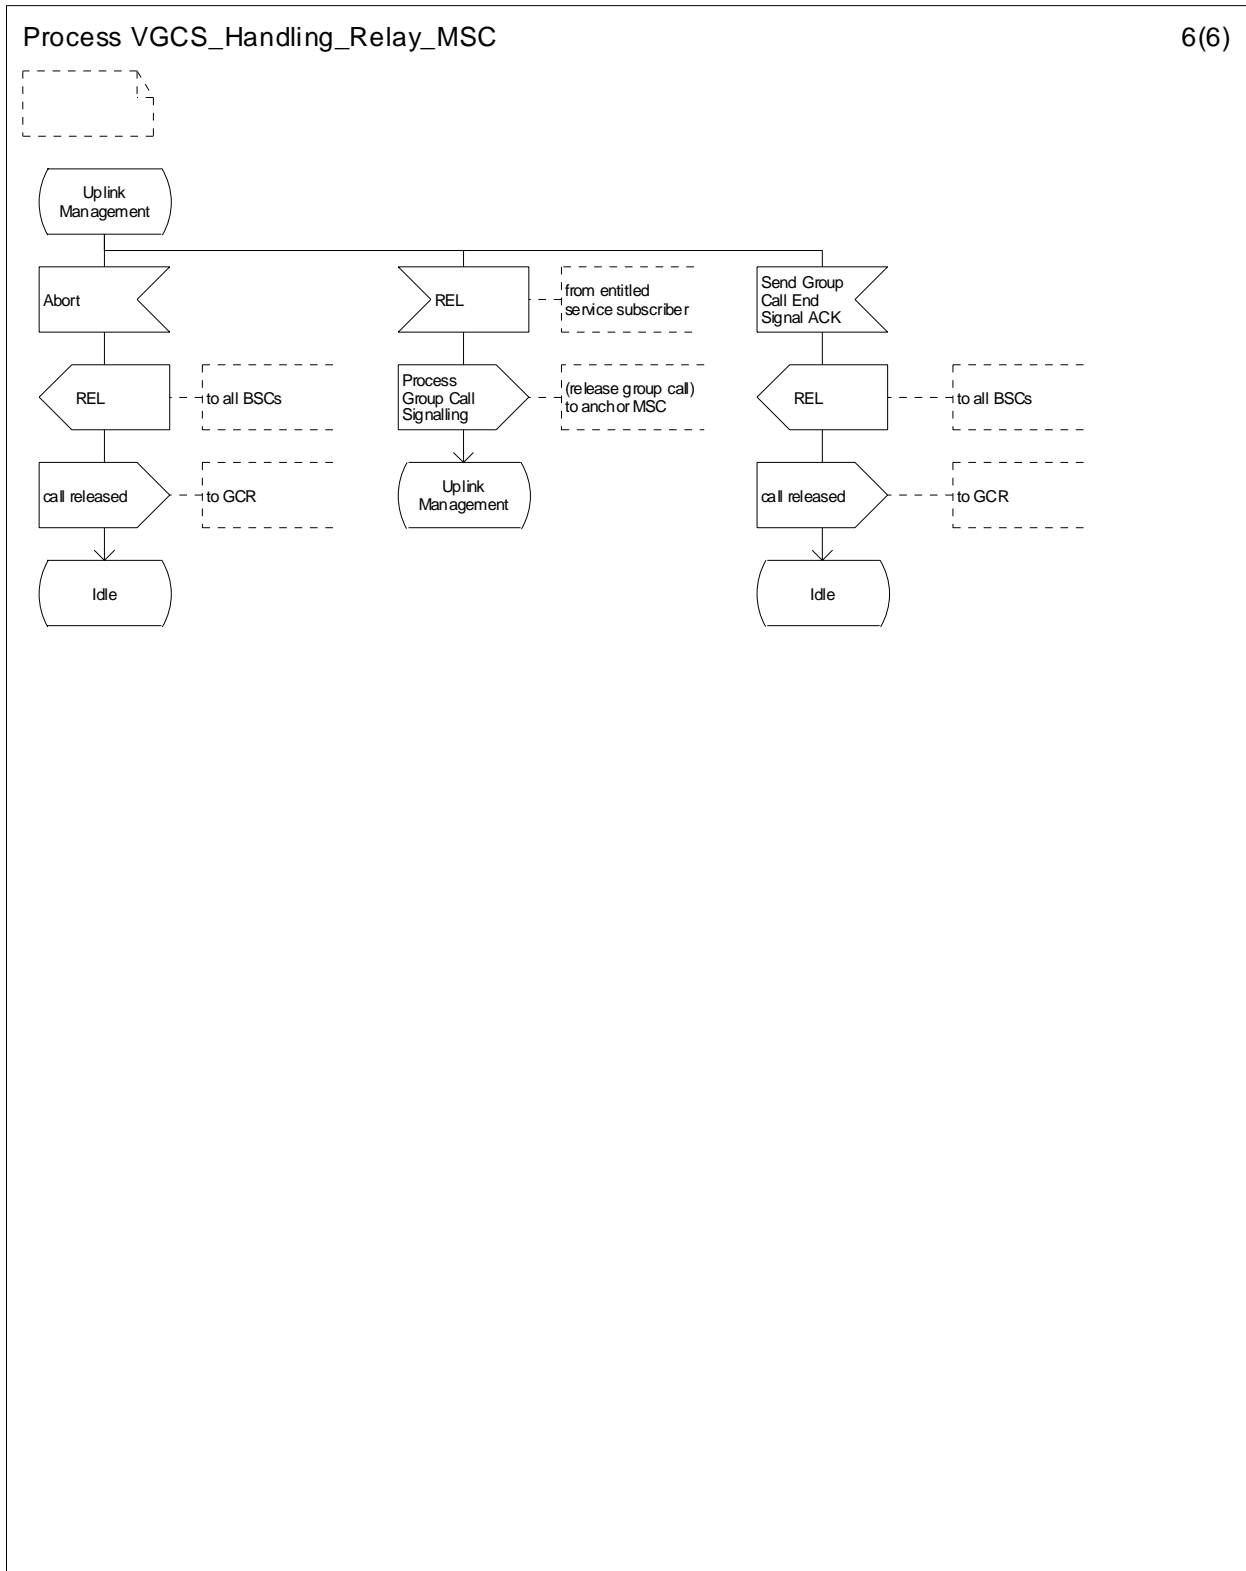 Process VGCS_Handling_Relay_MSC
6(6)
Uplink
Management
Abort
REL
from entitled
service subscriber
Send Group
Call End
Signal ACK
REL
to all BSCs
Process
Group Call
Signalling
(release group call)
to anchor MSC
REL
to all BSCs
call released
to GCR
Uplink
Management
call released
to GCR
Idle
Idle